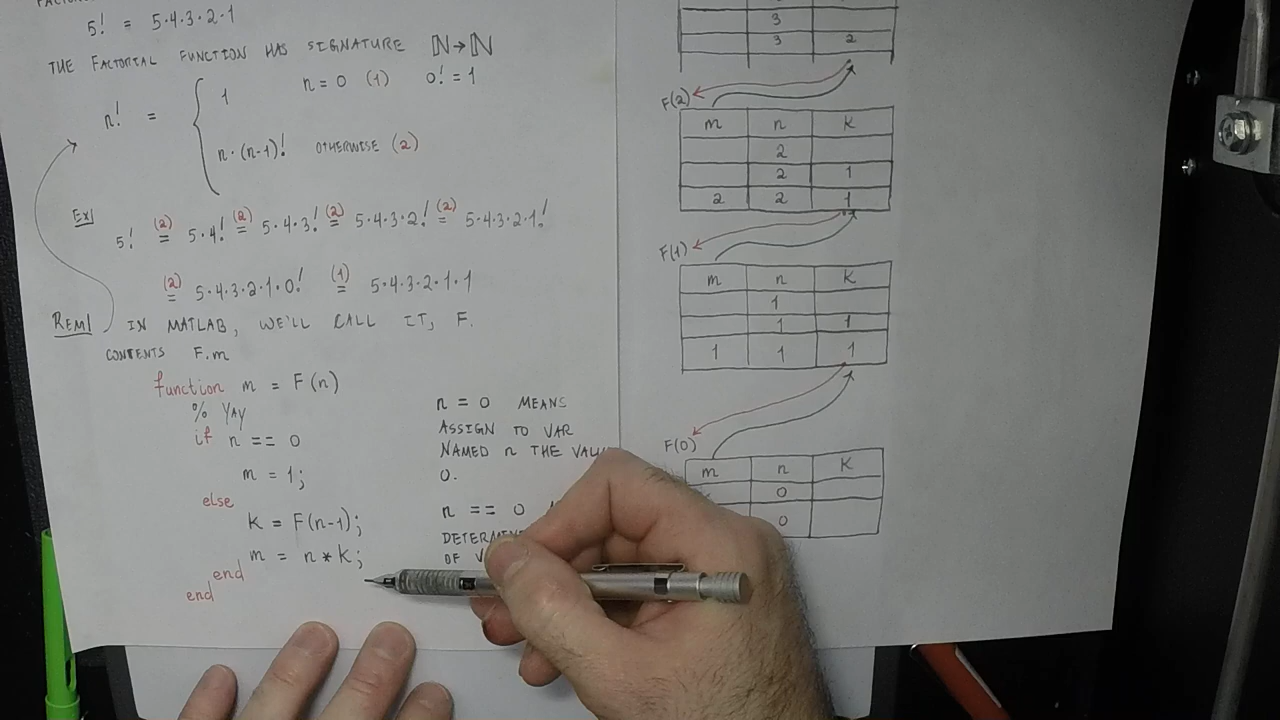 5! = 5·4·3·2·1
THE FACTORIAL FUNCTION HAS SIGNATURE ℕ→ℕ
n! = { 1 n=0 (1) 0!=1
n·(n-1)! OTHERWISE (2)
Ex|
5! (2)= 5·4! (2)= 5·4·3! (2)= 5·4·3·2! (2)= 5·4·3·2·1!
(2)= 5·4·3·2·1·0! (1)= 5·4·3·2·1·1
REM| IN MATLAB, WE'LL CALL IT, F.
CONTENTS F.m
function m = F(n)
% YAY
if n == 0
m = 1;
else
K = F(n-1);
m = n*K;
end
end
n = 0 MEANS
ASSIGN TO VAR
NAMED n THE
0.
n == 0
OF
3
3 2
F(2)
m n K
2
2 1
2 2 1
F(1)
m n K
1
1 1
1 1 1
F(0)
m n K
0
0